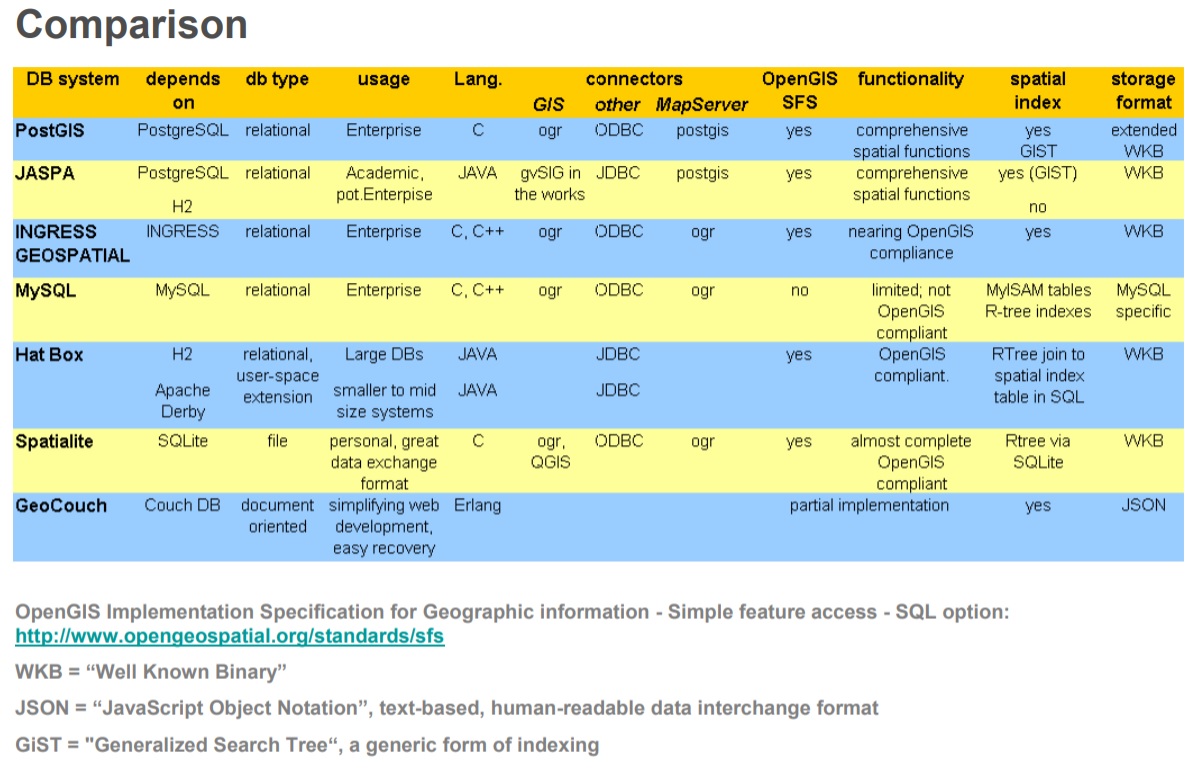 Comparison
DB system depends on db type usage Lang. connectors OpenGIS SFS functionality spatial index storage format
GIS other MapServer
PostGIS PostgreSQL relational Enterprise C ogr ODBC postgis yes comprehensive spatial functions yes GIST extended WKB
JASPA PostgreSQL H2 relational Academic, pot.Enterpise JAVA gvSIG in the works JDBC postgis yes comprehensive spatial functions yes (GIST) no WKB
INGRESS GEOSPATIAL INGRESS relational Enterprise C, C++ ogr ODBC ogr yes nearing OpenGIS compliance yes WKB
MySQL MySQL relational Enterprise C, C++ ogr ODBC ogr no limited; not OpenGIS compliant MyISAM tables R-tree indexes MySQL specific
Hat Box H2 relational, user-space extension Large DBs JAVA JDBC yes OpenGIS compliant. RTree join to spatial index table in SQL WKB
Apache Derby smaller to mid size systems JAVA JDBC
Spatialite SQLite file personal, great data exchange format C ogr, QGIS ODBC ogr yes almost complete OpenGIS compliant Rtree via SQLite WKB
GeoCouch Couch DB document oriented simplifying web development, easy recovery Erlang partial implementation yes JSON
OpenGIS Implementation Specification for Geographic information - Simple feature access - SQL option:
http://www.opengeospatial.org/standards/sfs
WKB = “Well Known Binary”
JSON = “JavaScript Object Notation”, text-based, human-readable data interchange format
GiST = "Generalized Search Tree“, a generic form of indexing